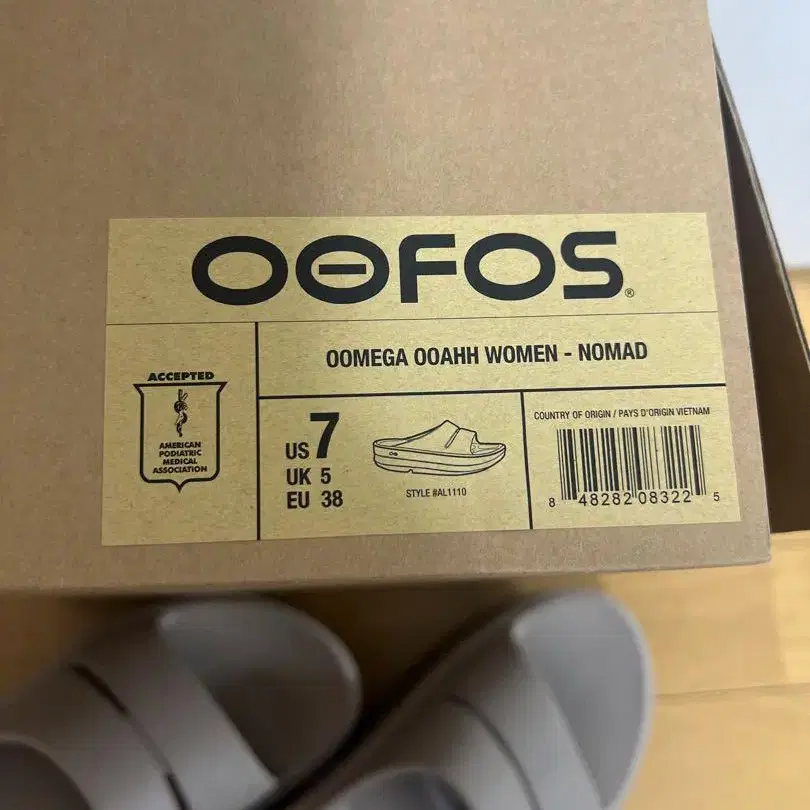 OOFOS®
OOMEGA OOAHH WOMEN - NOMAD
ACCEPTED
AMERICAN
PODIATRIC
MEDICAL
ASSOCIATION
US 7
UK 5
EU 38
STYLE #AL1110
COUNTRY OF ORIGIN / PAYS D'ORIGIN VIETNAM
8 48282 08322 5